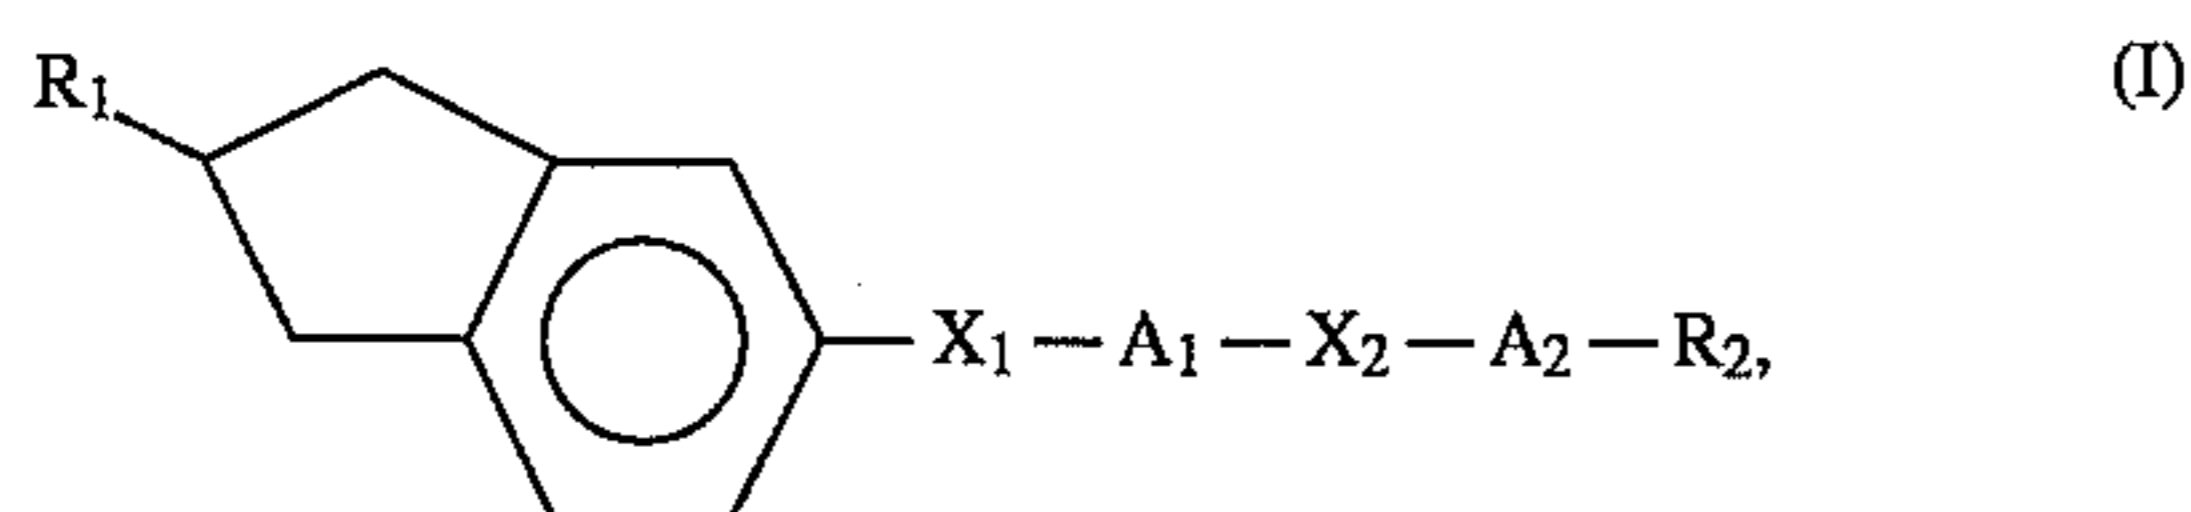 R1 (I)
X1 — A1 — X2 — A2 — R2,